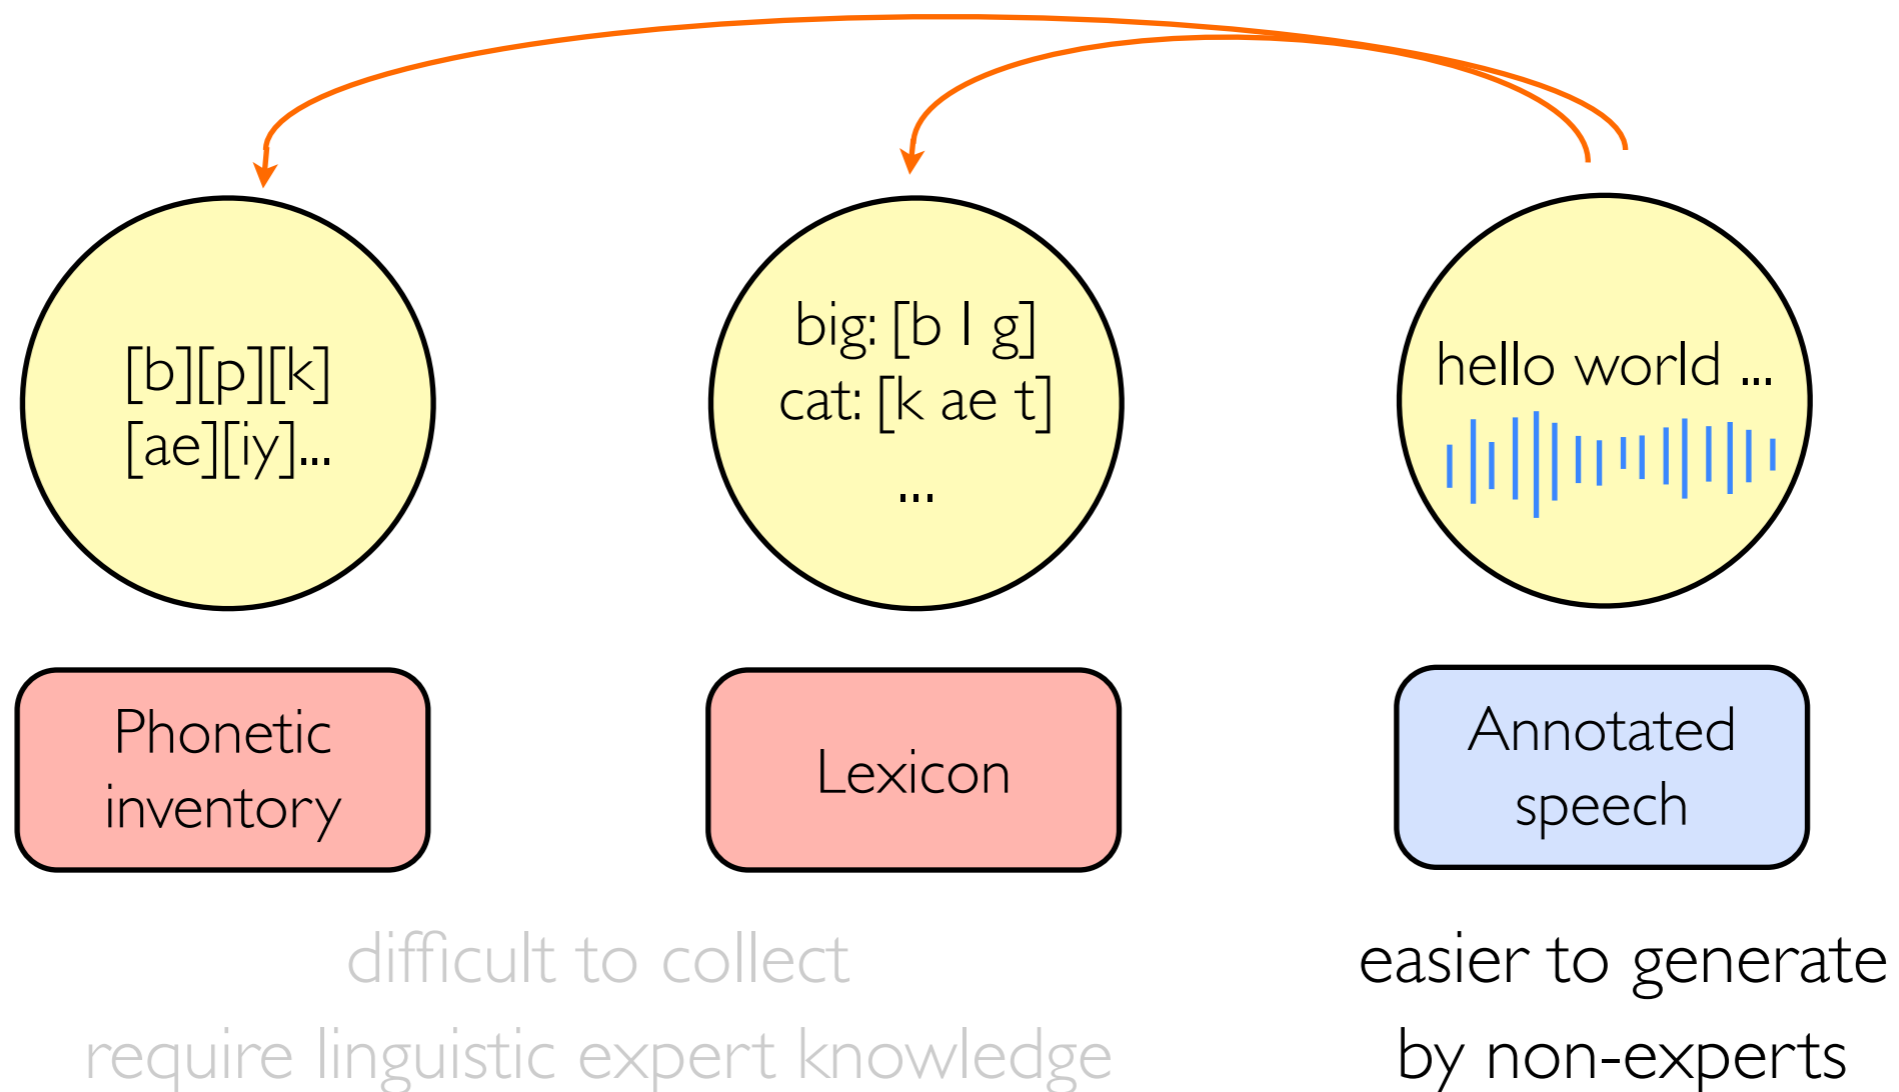 [b][p][k]
[ae][iy]...
big: [b I g]
cat: [k ae t]
...
hello world ...
Phonetic
inventory
Lexicon
Annotated
speech
difficult to collect
require linguistic expert knowledge
easier to generate
by non-experts